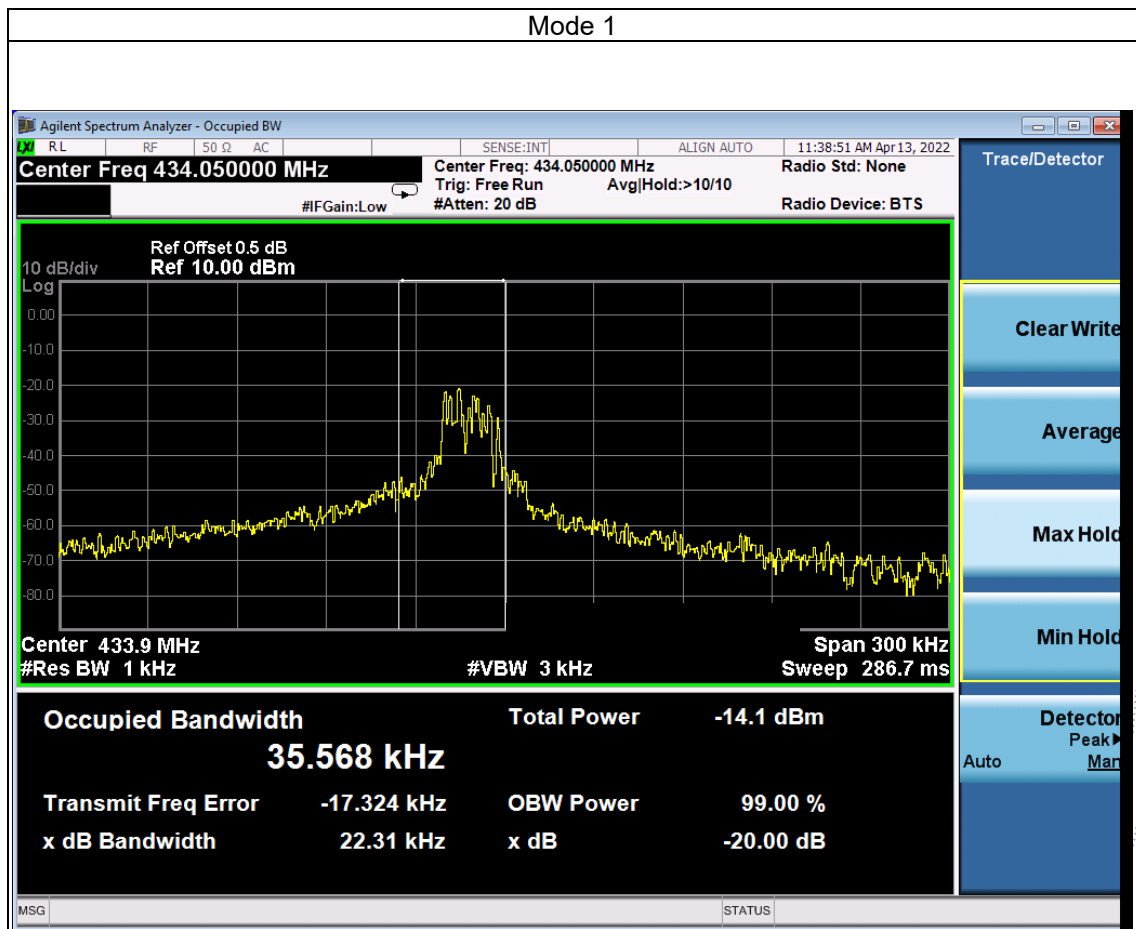 Mode 1
Agilent Spectrum Analyzer - Occupied BW
LXI RL RF 50 Ω AC SENSE:INT ALIGN AUTO 11:38:51 AM Apr 13, 2022
Center Freq 434.050000 MHz
#IFGain:Low
Center Freq: 434.050000 MHz
Trig: Free Run Avg|Hold:>10/10
#Atten: 20 dB
Radio Std: None
Radio Device: BTS
Ref Offset 0.5 dB
10 dB/div Ref 10.00 dBm
Log
0.00
-10.0
-20.0
-30.0
-40.0
-50.0
-60.0
-70.0
-80.0
Center 433.9 MHz Span 300 kHz
#Res BW 1 kHz #VBW 3 kHz Sweep 286.7 ms
Occupied Bandwidth Total Power -14.1 dBm
35.568 kHz
Transmit Freq Error -17.324 kHz OBW Power 99.00 %
x dB Bandwidth 22.31 kHz x dB -20.00 dB
MSG STATUS
Trace/Detector
Clear Write
Average
Max Hold
Min Hold
Detector
Peak
Auto Man